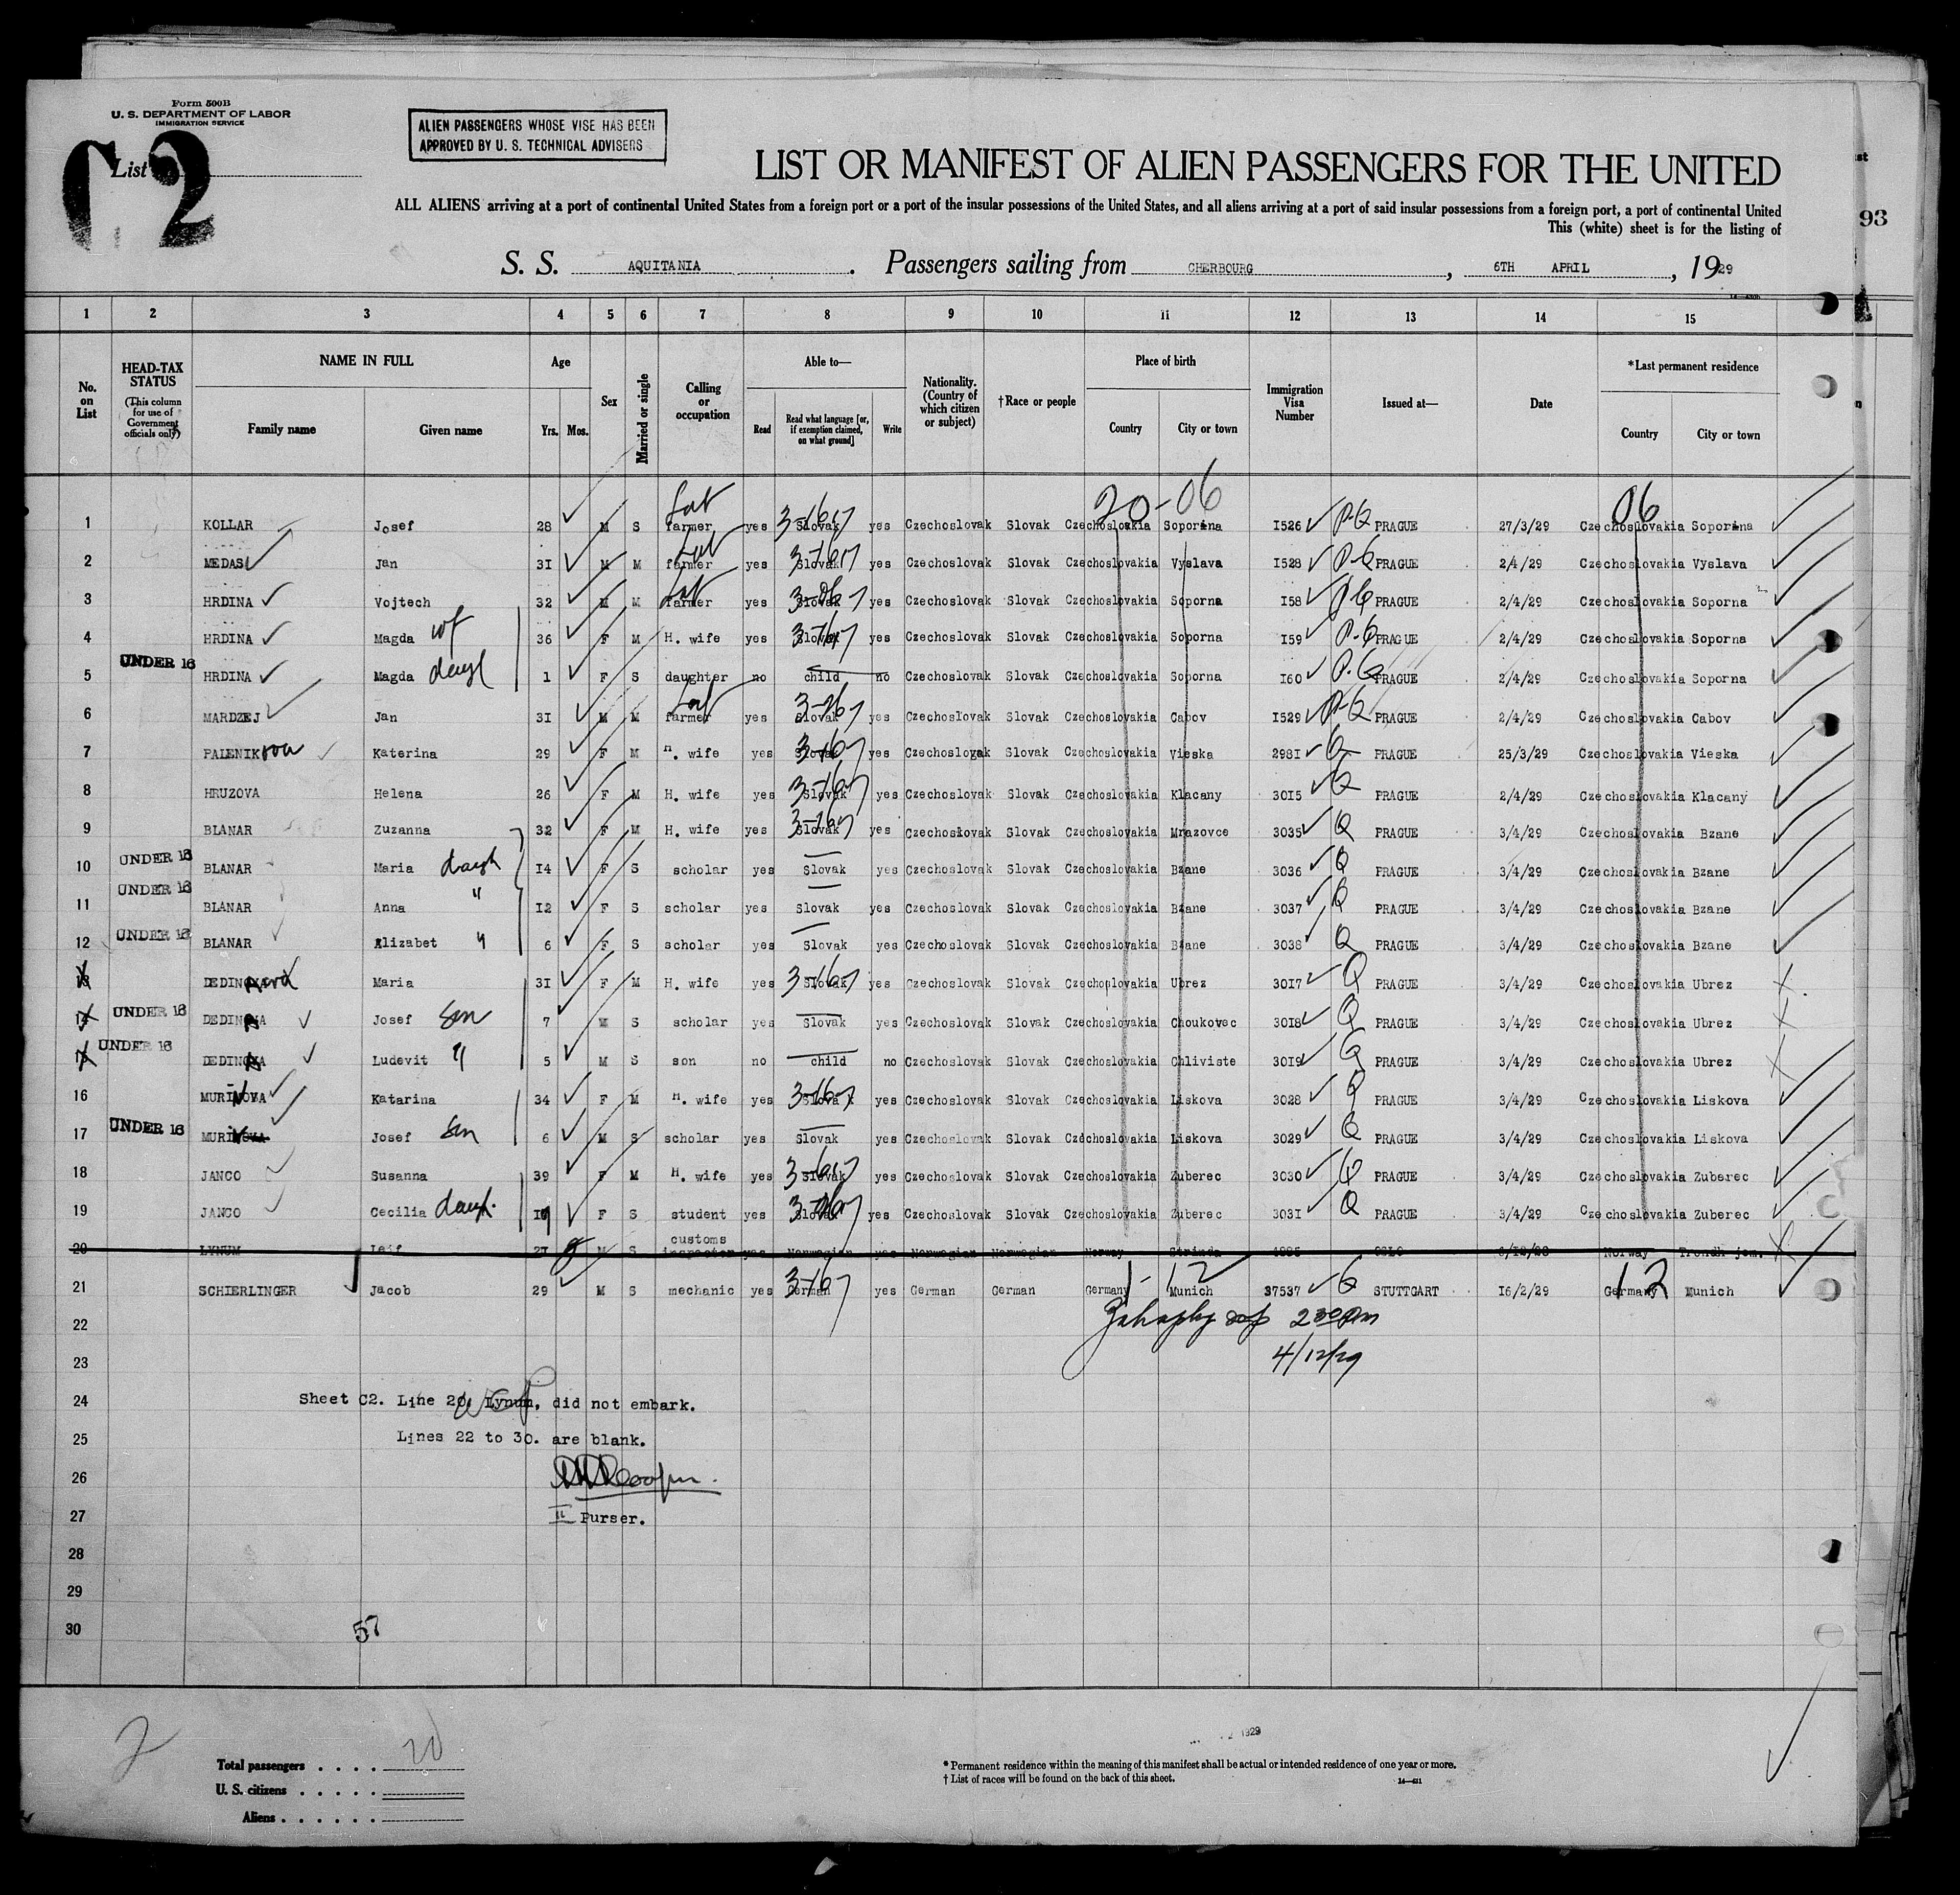 Form 500B
U. S. DEPARTMENT OF LABOR
IMMIGRATION SERVICE
List C2
ALIEN PASSENGERS WHOSE VISE HAS BEEN
APPROVED BY U. S. TECHNICAL ADVISERS
LIST OR MANIFEST OF ALIEN PASSENGERS FOR THE UNITED
ALL ALIENS arriving at a port of continental United States from a foreign port or a port of the insular possessions of the United States, and all aliens arriving at a port of said insular possessions from a foreign port, a port of continental United
This (white) sheet is for the listing of
93
S. S. AQUITANIA. Passengers sailing from CHERBOURG, 6TH APRIL, 1929
1 2 3 4 5 6 7 8 9 10 11 12 13 14 15
No. on List
HEAD-TAX STATUS (This column for use of Government officials only)
NAME IN FULL Family name Given name
Age Yrs. Mos.
Sex
Married or single
Calling or occupation
Able to— Read Read what language [or, if exemption claimed, on what ground] Write
Nationality. (Country of which citizen or subject)
†Race or people
Place of birth Country City or town
Immigration Visa Number
Issued at—
Date
*Last permanent residence Country City or town
20-06 06
1 KOLLAR Josef 28 M S farmer yes Slovak yes Czechoslovak Slovak Czechoslovakia Soporina 1526 PRAGUE 27/3/29 Czechoslovakia Soporina
2 MEDAS Jan 31 M M farmer yes Slovak yes Czechoslovak Slovak Czechoslovakia Vyslava 1528 PRAGUE 2/4/29 Czechoslovakia Vyslava
3 HRDINA Vojtech 32 M M farmer yes Slovak yes Czechoslovak Slovak Czechoslovakia Soporna 158 PRAGUE 2/4/29 Czechoslovakia Soporna
4 HRDINA Magda wf 36 F M H. wife yes Slovak yes Czechoslovak Slovak Czechoslovakia Soporna 159 PRAGUE 2/4/29 Czechoslovakia Soporna
UNDER 16
5 HRDINA Magda 1 F S daughter no child no Czechoslovak Slovak Czechoslovakia Soporna 160 PRAGUE 2/4/29 Czechoslovakia Soporna
6 MARDZEJ Jan 31 M M farmer yes Slovak yes Czechoslovak Slovak Czechoslovakia Cabov 1529 PRAGUE 2/4/29 Czechoslovakia Cabov
7 PALENIKova Katerina 29 F M H. wife yes Slovak yes Czechoslovak Slovak Czechoslovakia Vieska 2981 PRAGUE 25/3/29 Czechoslovakia Vieska
8 HRUZOVA Helena 26 F M H. wife yes Slovak yes Czechoslovak Slovak Czechoslovakia Klacany 3015 PRAGUE 2/4/29 Czechoslovakia Klacany
9 BLANAR Zuzanna 32 F M H. wife yes Slovak yes Czechoslovak Slovak Czechoslovakia Mrazovce 3035 PRAGUE 3/4/29 Czechoslovakia Bzane
UNDER 16
10 BLANAR Maria daugh 14 F S scholar yes Slovak yes Czechoslovak Slovak Czechoslovakia Bzane 3036 PRAGUE 3/4/29 Czechoslovakia Bzane
UNDER 16
11 BLANAR Anna " 12 F S scholar yes Slovak yes Czechoslovak Slovak Czechoslovakia Bzane 3037 PRAGUE 3/4/29 Czechoslovakia Bzane
UNDER 16
12 BLANAR Alizabet " 6 F S scholar yes Slovak yes Czechoslovak Slovak Czechoslovakia Bzane 3038 PRAGUE 3/4/29 Czechoslovakia Bzane
13 DEDINOVA Maria 31 F M H. wife yes Slovak yes Czechoslovak Slovak Czechoslovakia Ubrez 3017 PRAGUE 3/4/29 Czechoslovakia Ubrez
UNDER 16
14 DEDINOVA Josef Son 7 M S scholar yes Slovak yes Czechoslovak Slovak Czechoslovakia Choukovec 3018 PRAGUE 3/4/29 Czechoslovakia Ubrez
UNDER 16
15 Ludevit " 5 M S son no child no Czechoslovak Slovak Czechoslovakia Chliviste 3019 PRAGUE 3/4/29 Czechoslovakia Ubrez
16 MURINOVA Katarina 34 F M H. wife yes Slovak yes Czechoslovak Slovak Czechoslovakia Liskova 3028 PRAGUE 3/4/29 Czechoslovakia Liskova
UNDER 16
17 MURINOVA Josef Son 6 M S scholar yes Slovak yes Czechoslovak Slovak Czechoslovakia Liskova 3029 PRAGUE 3/4/29 Czechoslovakia Liskova
18 JANCO Susanna 39 F M H. wife yes Slovak yes Czechoslovak Slovak Czechoslovakia Zuberec 3030 PRAGUE 3/4/29 Czechoslovakia Zuberec
19 JANCO Cecilia F S student yes Slovak yes Czechoslovak Slovak Czechoslovakia Zuberec 3031 PRAGUE 3/4/29 Czechoslovakia Zuberec
20 LYNUM Leif 27 M S customs inspector yes Norwegian yes Norwegian Norwegian Norway Strinda OSLO Norway
21 SCHIERLINGER Jacob 29 M S mechanic yes German yes German German Germany Munich 37537 STUTTGART 16/2/29 Germany Munich
22 2 30 Pm
23 4/12/29
24 Sheet C2. Line 20. Lynum, did not embark.
25 Lines 22 to 30. are blank.
26
27 II Purser.
28
29
30 57
2
Total passengers 20
U. S. citizens
Aliens
1929
* Permanent residence within the meaning of this manifest shall be actual or intended residence of one year or more.
† List of races will be found on the back of this sheet.